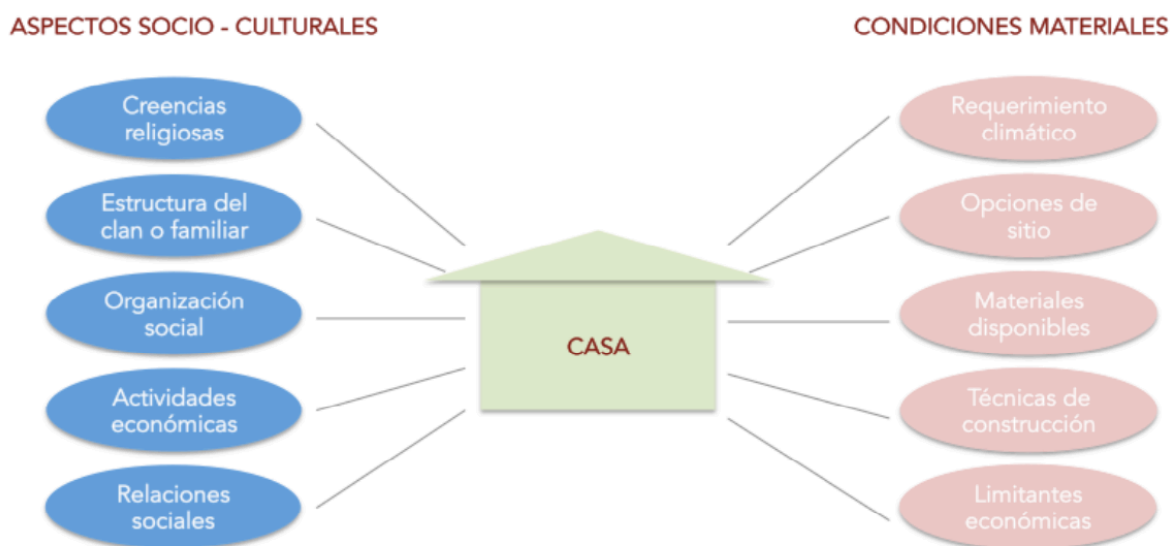 ASPECTOS SOCIO - CULTURALES
CONDICIONES MATERIALES
Creencias
religiosas
Estructura del
clan o familiar
Organización
social
Actividades
económicas
Relaciones
sociales
CASA
Requerimiento
climático
Opciones de
sitio
Materiales
disponibles
Técnicas de
construcción
Limitantes
económicas